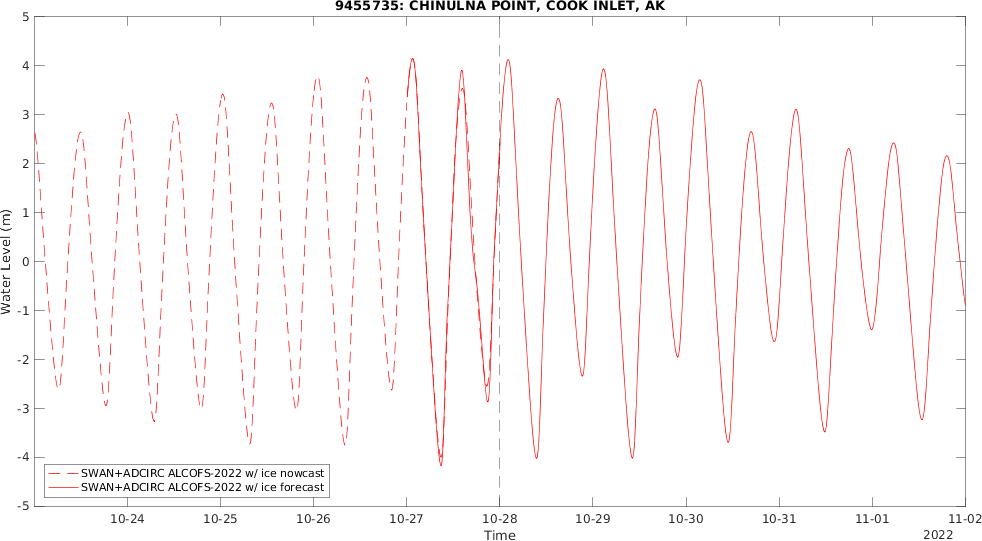 9455735: CHINULNA POINT, COOK INLET, AK
5
4
3
2
1
0
-1
-2
-3
-4
-5
Water Level (m)
SWAN+ADCIRC ALCOFS-2022 w/ ice nowcast
SWAN+ADCIRC ALCOFS-2022 w/ ice forecast
10-24 10-25 10-26 10-27 10-28 10-29 10-30 10-31 11-01 11-02
Time
2022